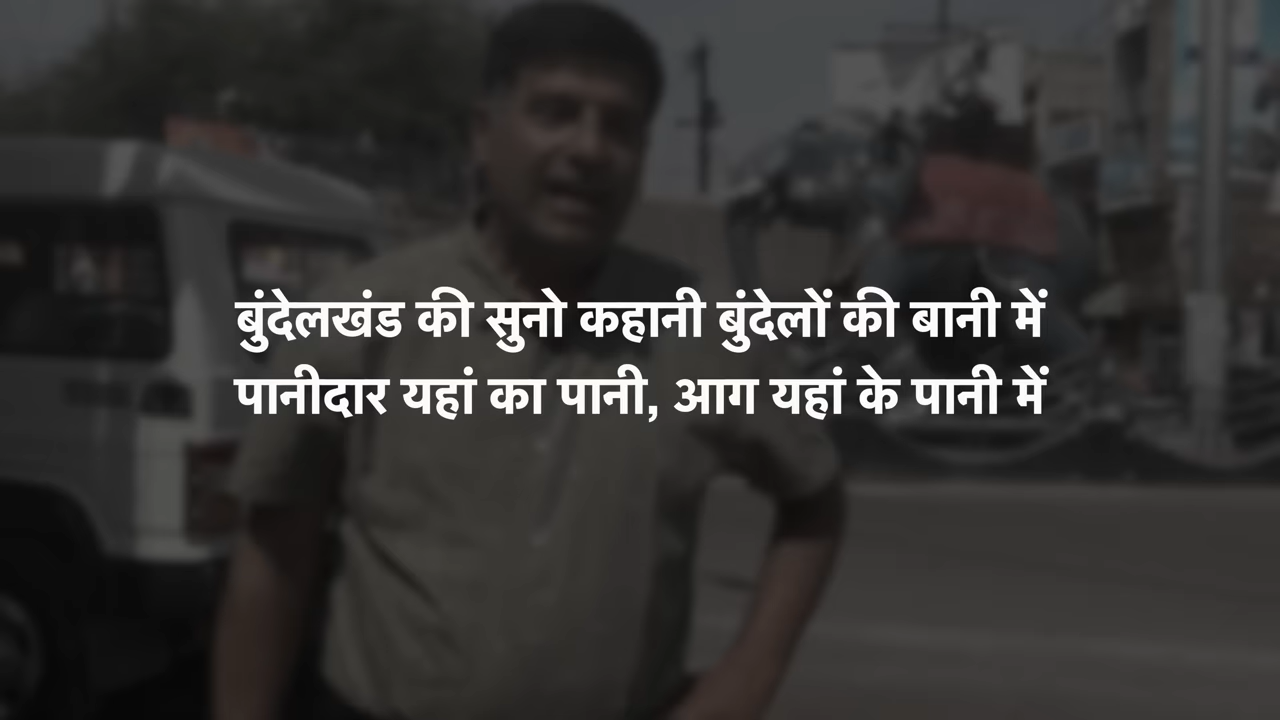 बुंदेलखंड की सुनो कहानी बुंदेलों की बानी में
पानीदार यहां का पानी, आग यहां के पानी में